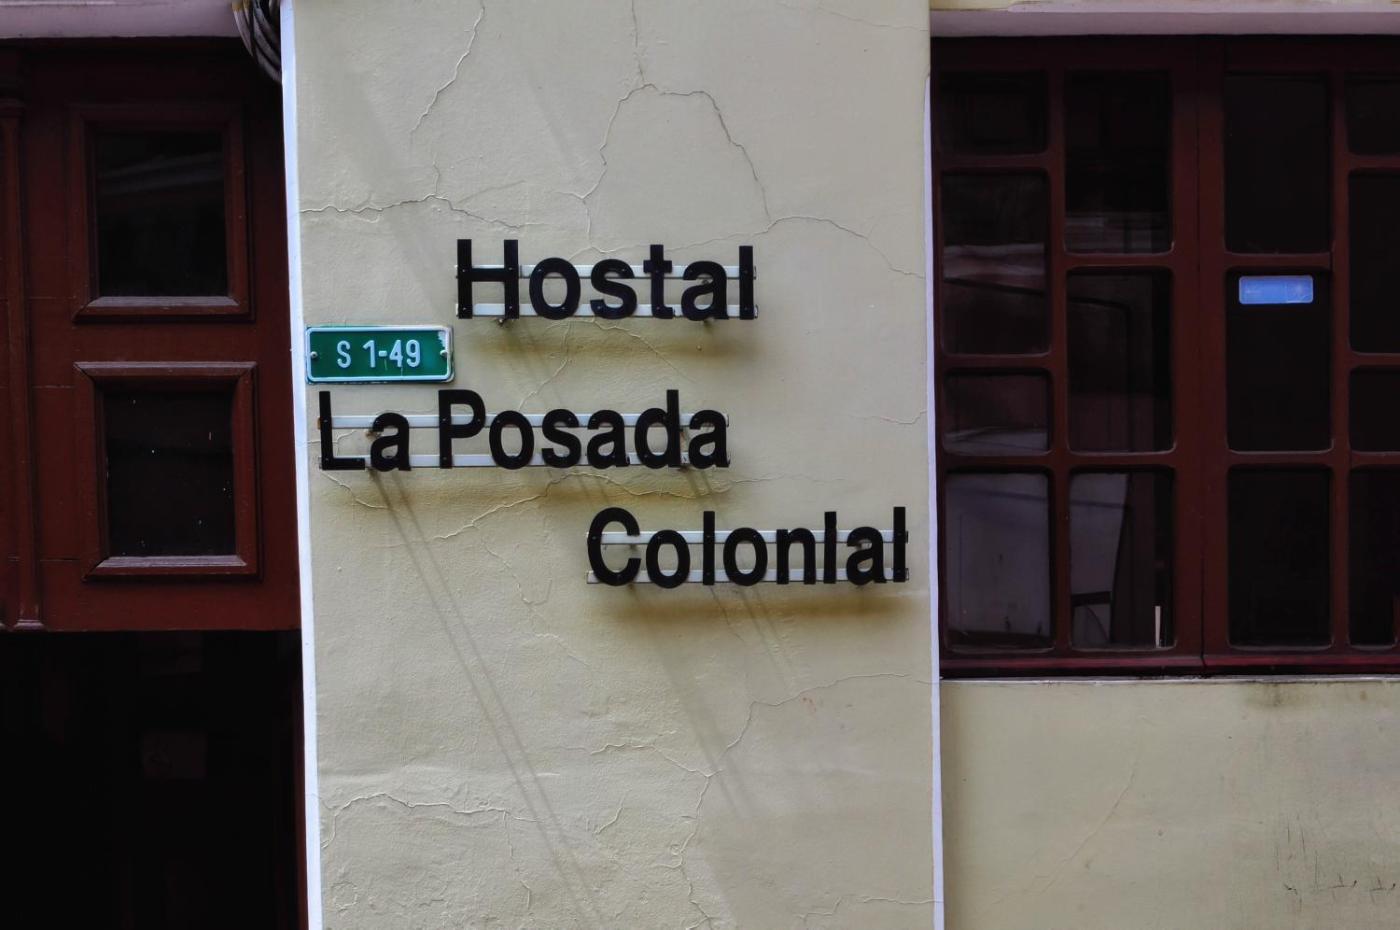 Hostal
S 1-49
La Posada
Colonial